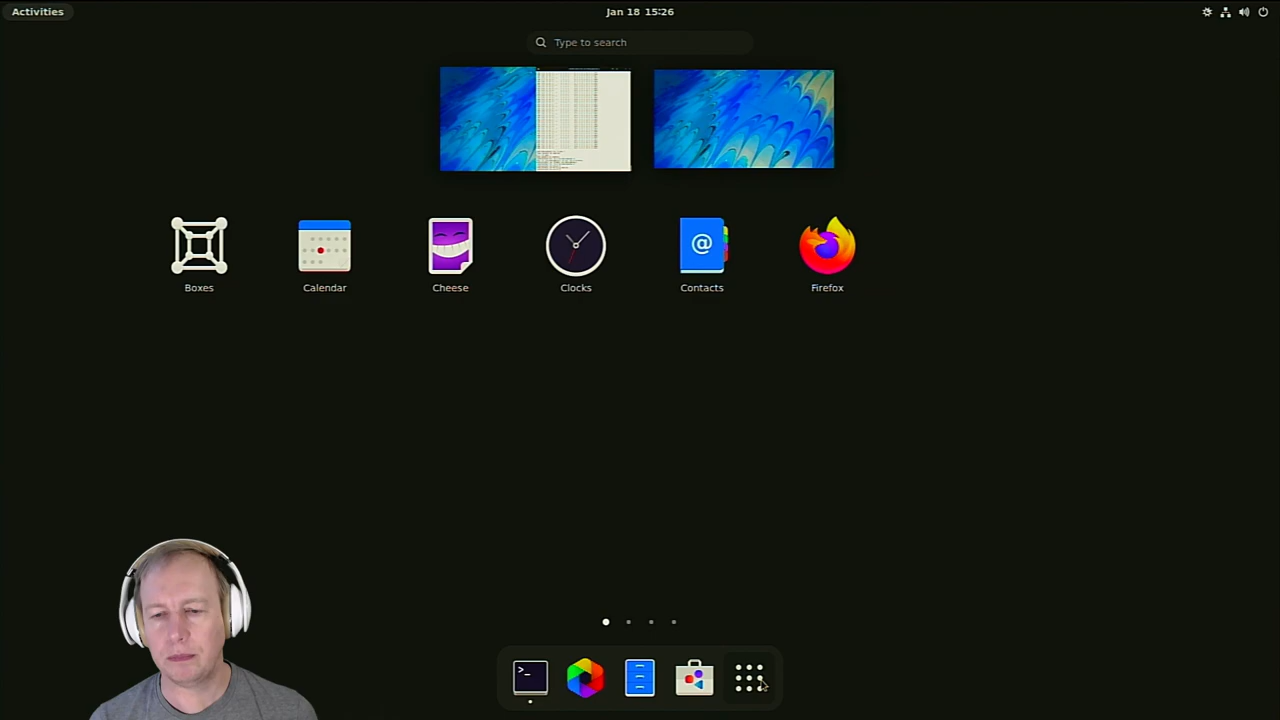 Activities
Jan 18 15:26
Type to search
Boxes
Calendar
Cheese
Clocks
Contacts
Firefox